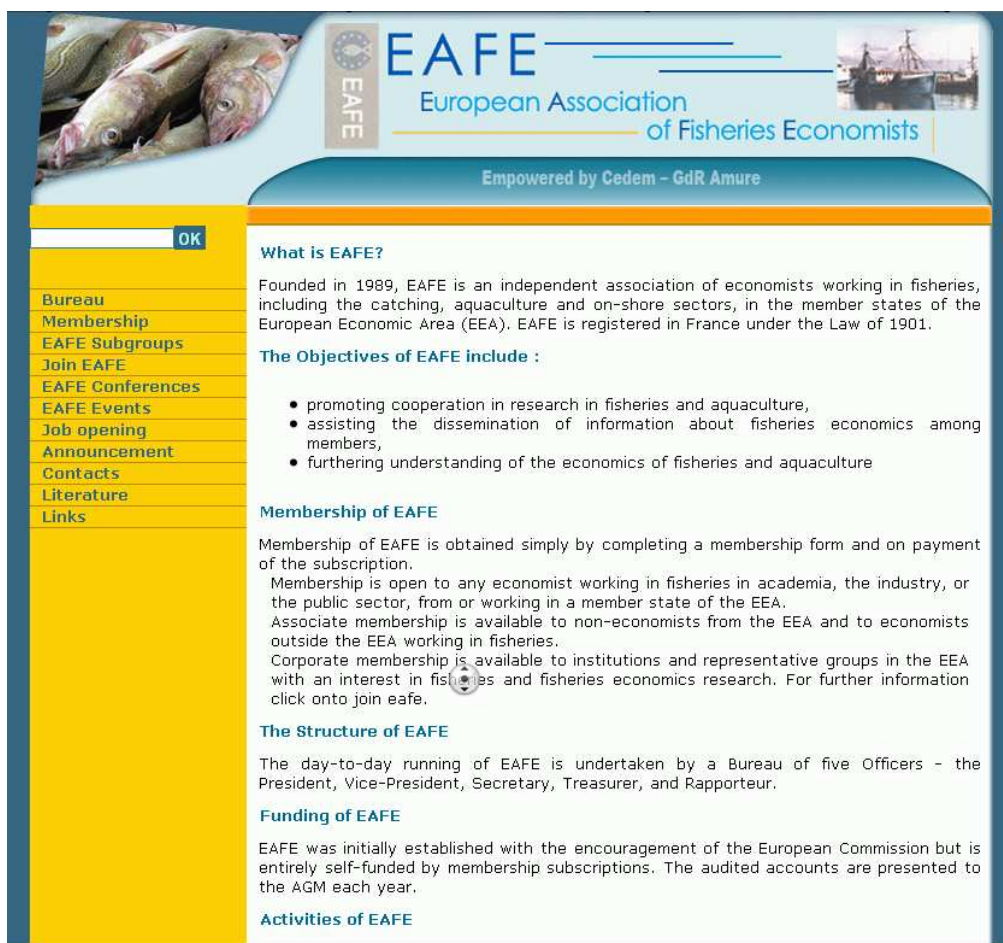 EAFE
EAFE
European Association
of Fisheries Economists
Empowered by Cedem - GdR Amure
OK
Bureau
Membership
EAFE Subgroups
Join EAFE
EAFE Conferences
EAFE Events
Job opening
Announcement
Contacts
Literature
Links
What is EAFE?
Founded in 1989, EAFE is an independent association of economists working in fisheries,
including the catching, aquaculture and on-shore sectors, in the member states of the
European Economic Area (EEA). EAFE is registered in France under the Law of 1901.
The Objectives of EAFE include :
• promoting cooperation in research in fisheries and aquaculture,
• assisting the dissemination of information about fisheries economics among
members,
• furthering understanding of the economics of fisheries and aquaculture
Membership of EAFE
Membership of EAFE is obtained simply by completing a membership form and on payment
of the subscription.
Membership is open to any economist working in fisheries in academia, the industry, or
the public sector, from or working in a member state of the EEA.
Associate membership is available to non-economists from the EEA and to economists
outside the EEA working in fisheries.
Corporate membership is available to institutions and representative groups in the EEA
with an interest in fisheries and fisheries economics research. For further information
click onto join eafe.
The Structure of EAFE
The day-to-day running of EAFE is undertaken by a Bureau of five Officers - the
President, Vice-President, Secretary, Treasurer, and Rapporteur.
Funding of EAFE
EAFE was initially established with the encouragement of the European Commission but is
entirely self-funded by membership subscriptions. The audited accounts are presented to
the AGM each year.
Activities of EAFE